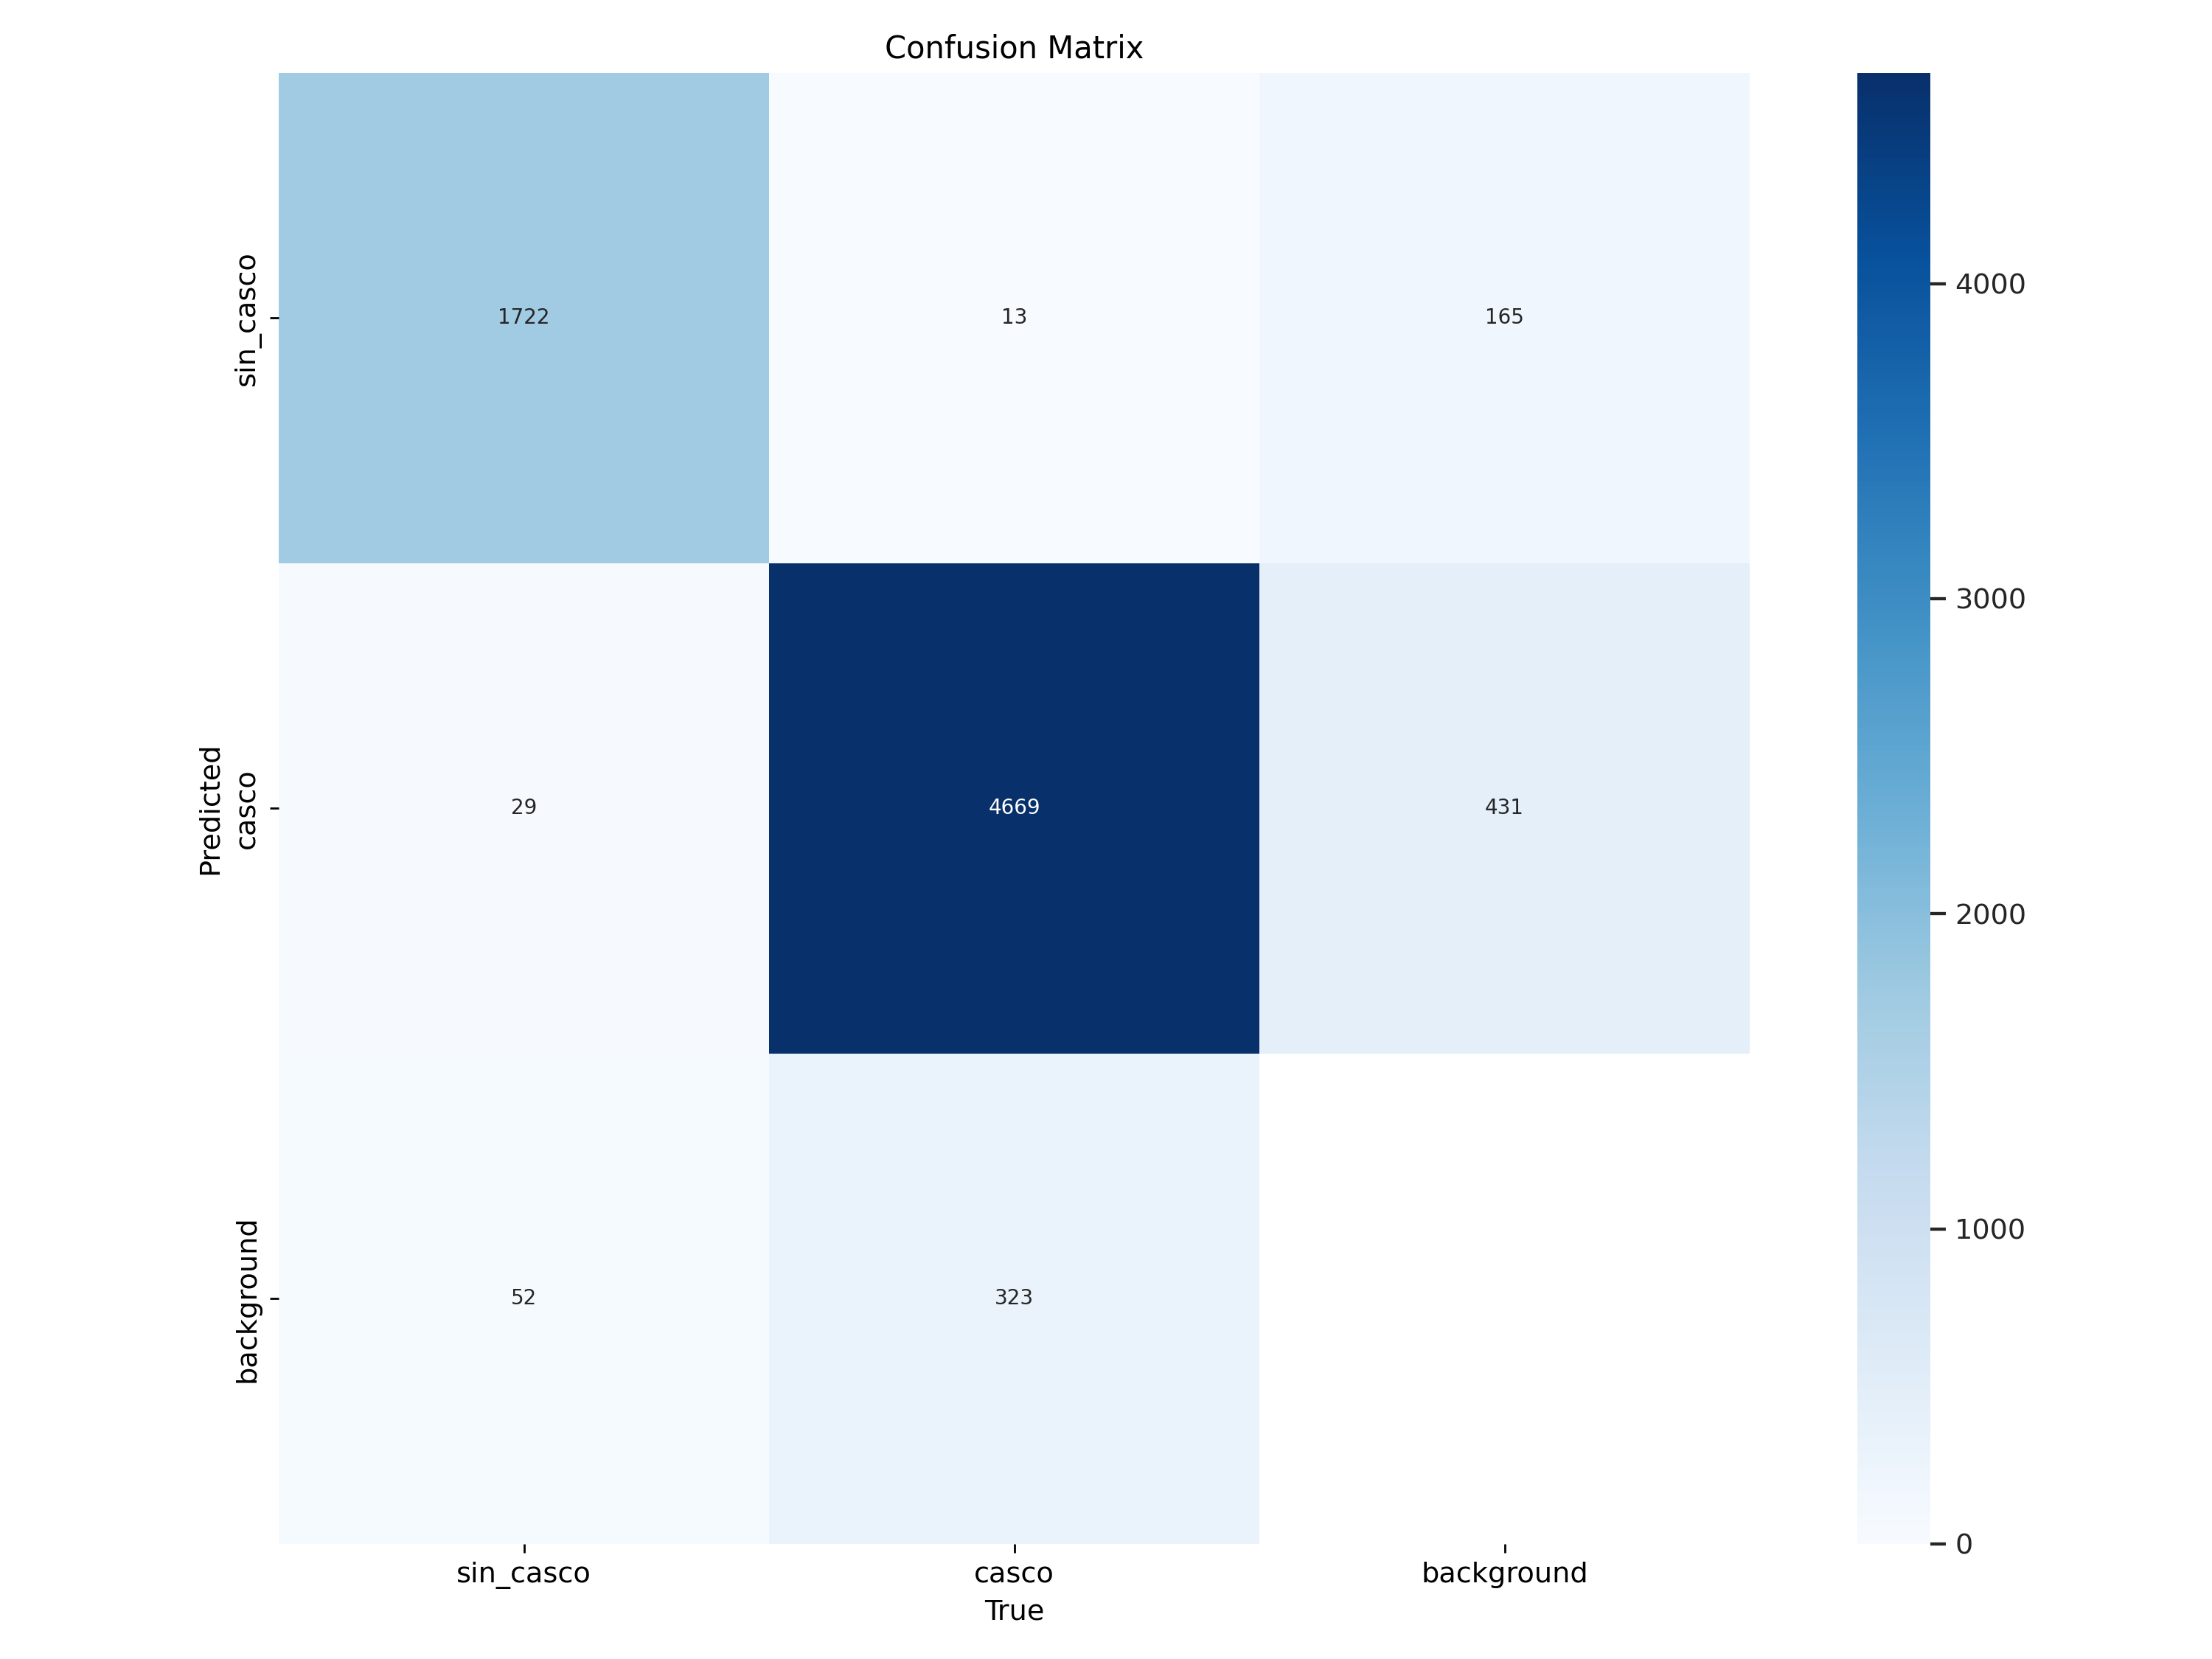 Confusion Matrix
sin_casco
1722
13
165
4000
3000
Predicted
casco
29
4669
431
2000
1000
background
52
323
0
sin_casco
casco
background
True